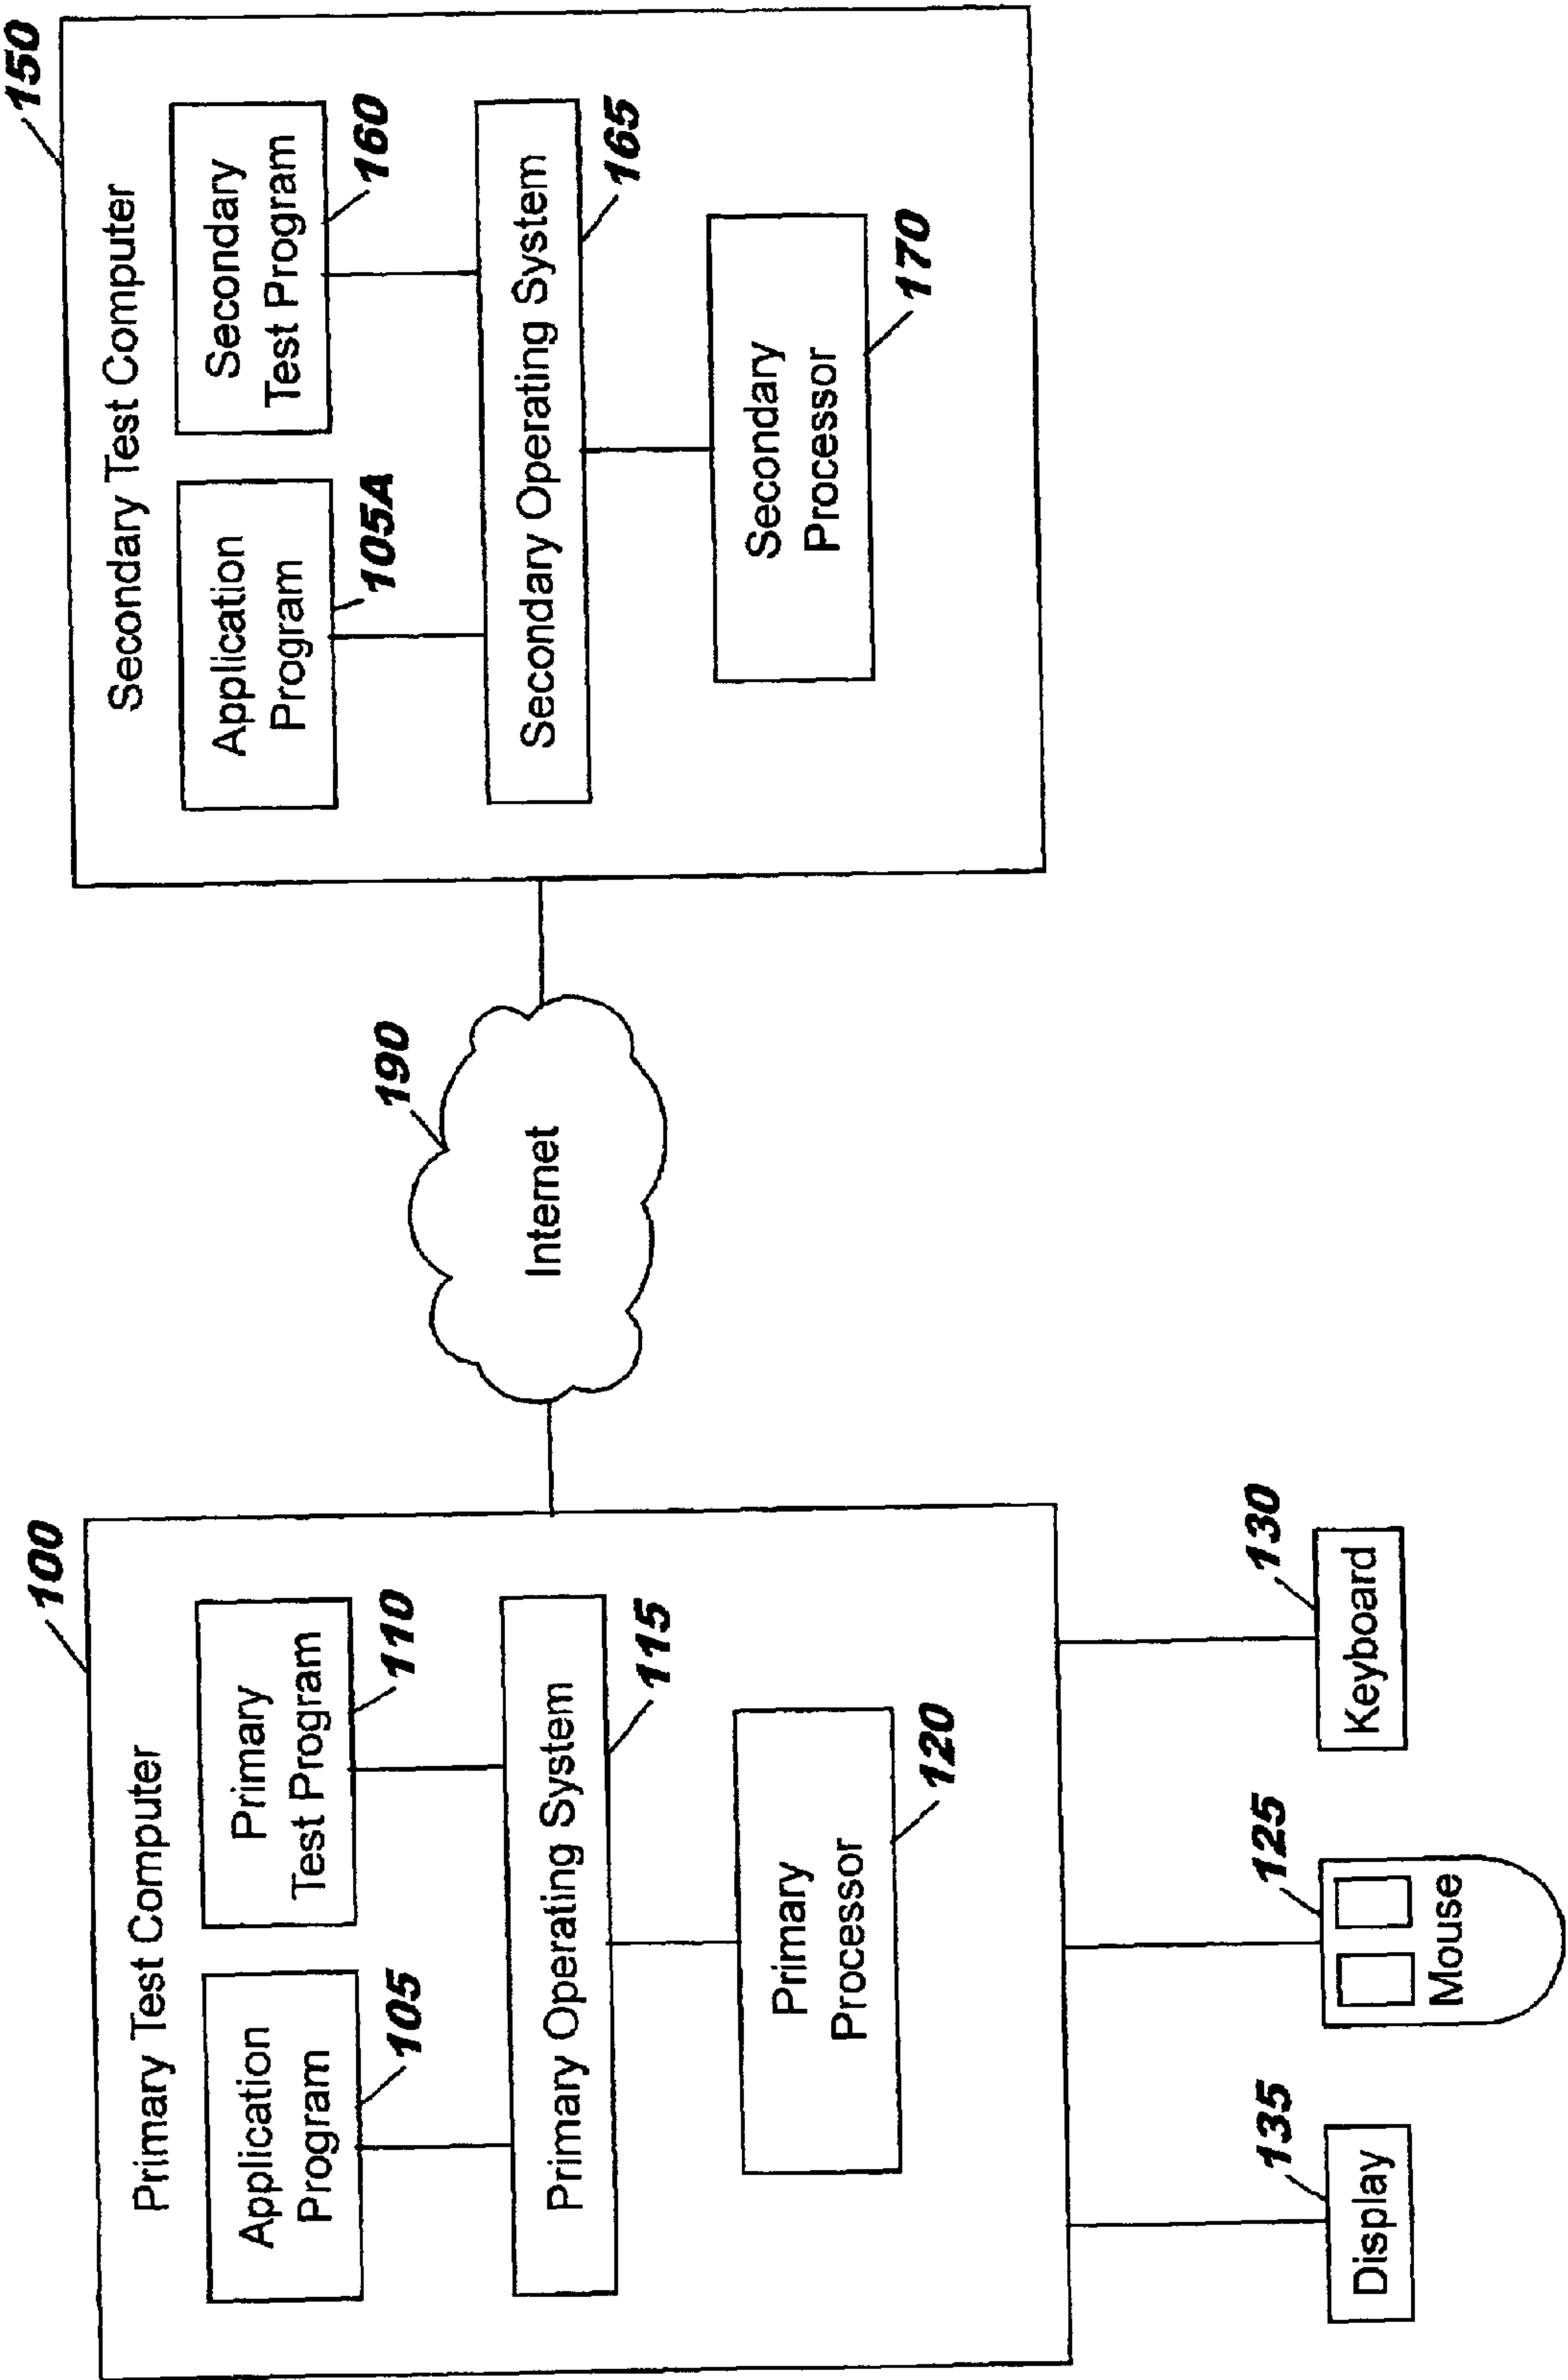 100
Primary Test Computer
Application
Program
105
Primary
Test Program
110
Primary Operating System
115
Primary
Processor
120
Display
135
Mouse
125
Keyboard
130
Internet
190
150
Secondary Test Computer
Application
Program
105A
Secondary
Test Program
160
Secondary Operating System
165
Secondary
Processor
170